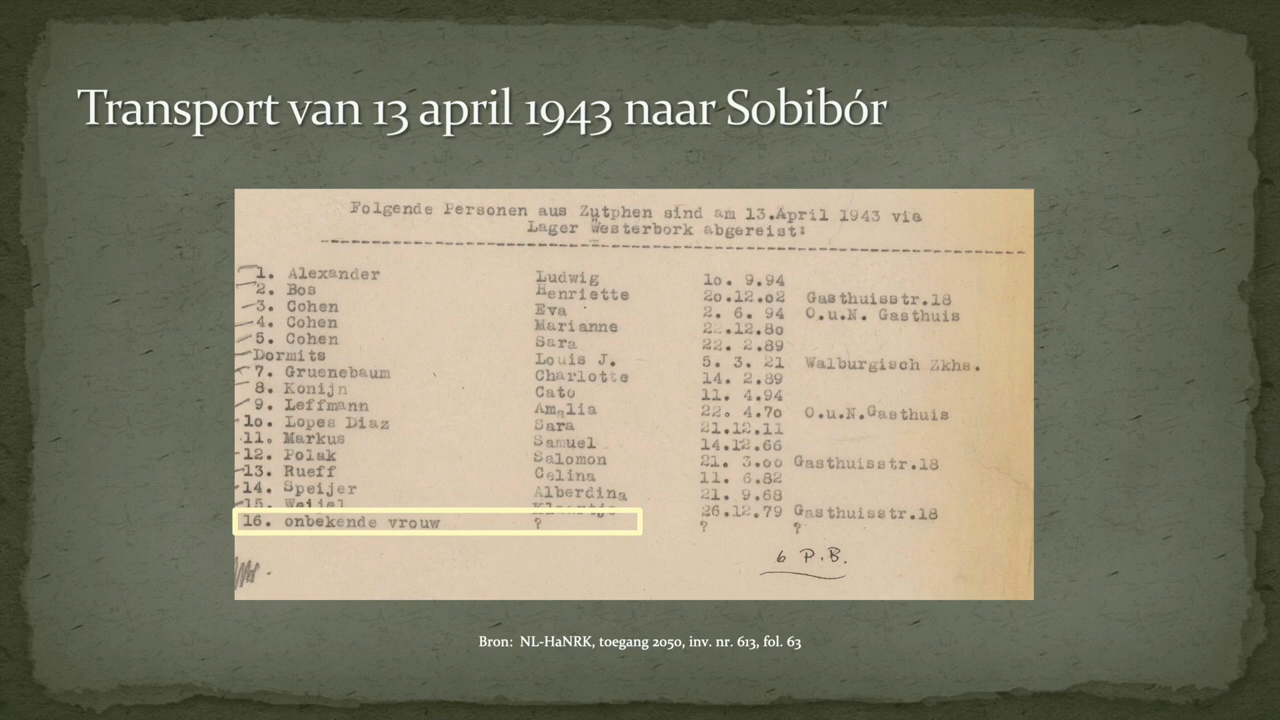 Transport van 13 april 1943 naar Sobibór
Folgende Personen aus Zutphen sind am 13.April 1943 via
Lager Westerbork abgereist:
1. Alexander Ludwig 1o. 9.94
2. Bos Henriette 2o.12.o2 Gasthuisstr.18
3. Cohen Eva 2. 6. 94 O.u.N. Gasthuis
4. Cohen Marianne 22.12.8o
5. Cohen Sara 22. 2.89
Dormits Louis J. 5. 3. 21 Walburgisch Zkhs.
7. Gruenebaum Charlotte 14. 2.89
8. Konijn Cato 11. 4.94
9. Leffmann Amalia 22. 4.7o O.u.N.Gasthuis
1o. Lopes Diaz Sara 21.12.11
11. Markus Samuel 14.12.66
12. Polak Salomon 21. 3.oo Gasthuisstr.18
13. Rueff Celina 11. 6.82
14. Speijer Alberdina 21. 9.68
15. Weijel Klaartje 26.12.79 Gasthuisstr.18
16. onbekende vrouw ? ? ?
6 P.B.
Bron: NL-HaNRK, toegang 2050, inv. nr. 613, fol. 63